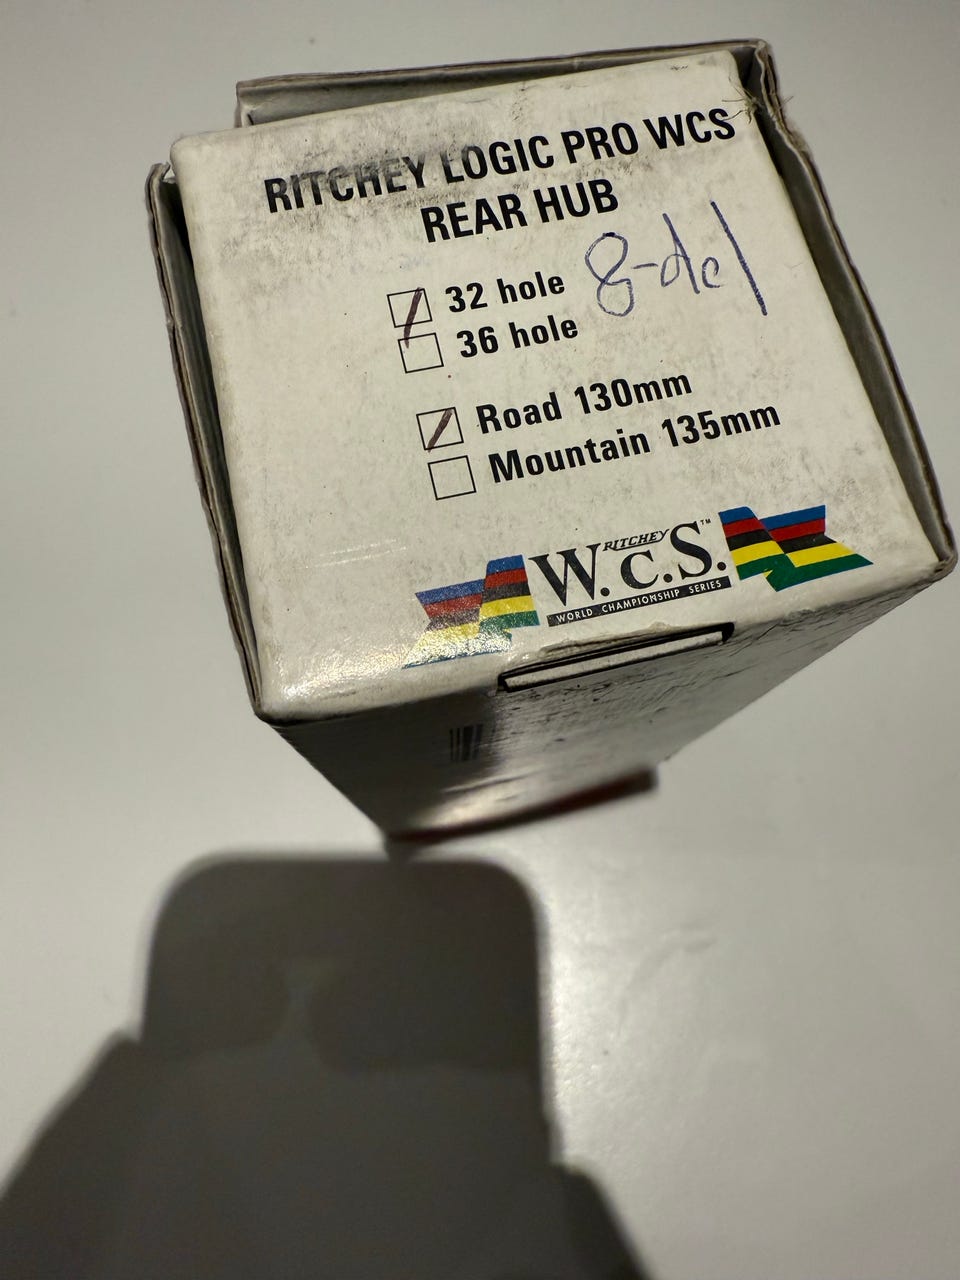 RITCHEY LOGIC PRO WCS
REAR HUB
32 hole 8-del
36 hole
Road 130mm
Mountain 135mm
RITCHEY
W.C.S.™
WORLD CHAMPIONSHIP SERIES